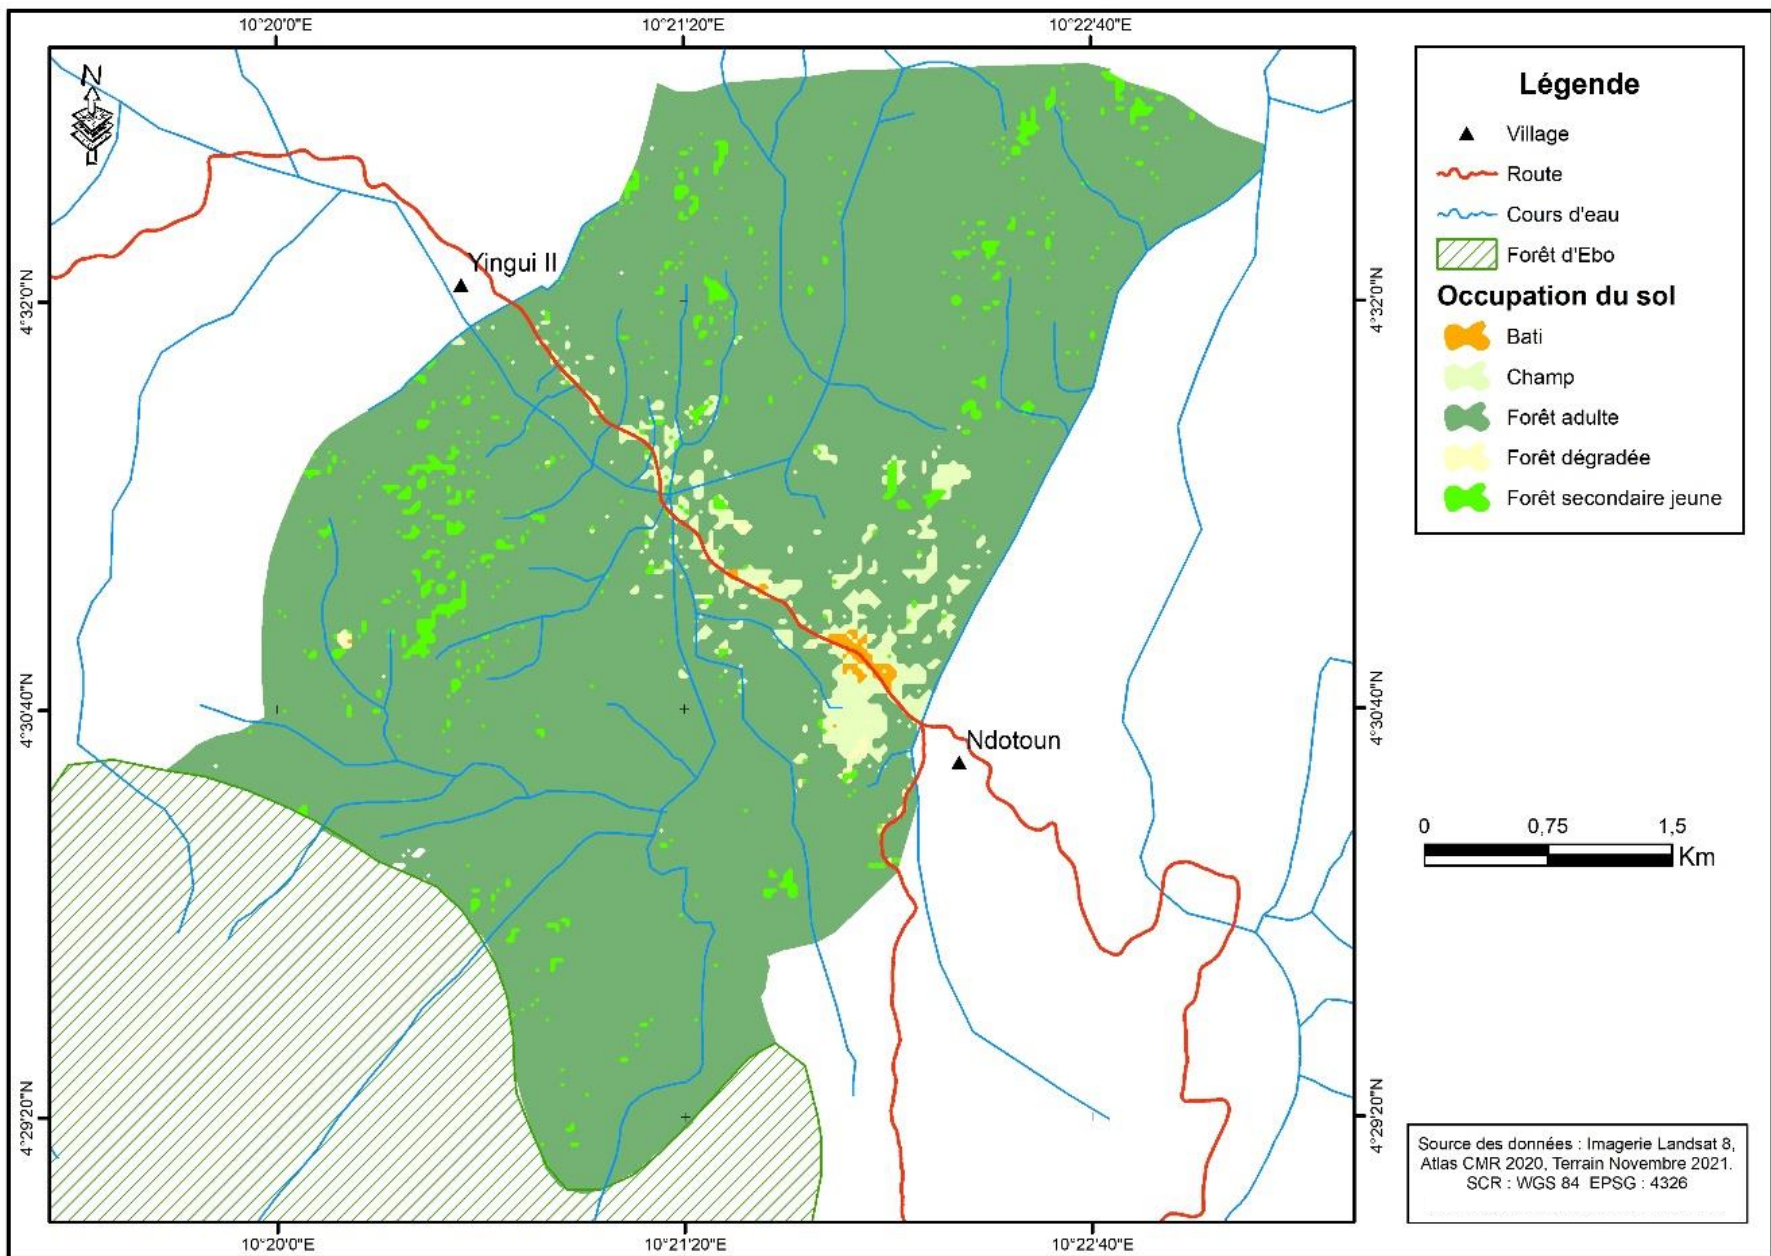 10°20'0"E
10°21'20"E
10°22'40"E
N
4°32'0"N
4°32'0"N
Yingui II
4°30'40"N
4°30'40"N
Ndotoun
4°29'20"N
4°29'20"N
10°20'0"E
10°21'20"E
10°22'40"E
Légende
Village
Route
Cours d'eau
Forêt d'Ebo
Occupation du sol
Bati
Champ
Forêt adulte
Forêt dégradée
Forêt secondaire jeune
0 0,75 1,5
Km
Source des données : Imagerie Landsat 8,
Atlas CMR 2020, Terrain Novembre 2021.
SCR : WGS 84 EPSG : 4326